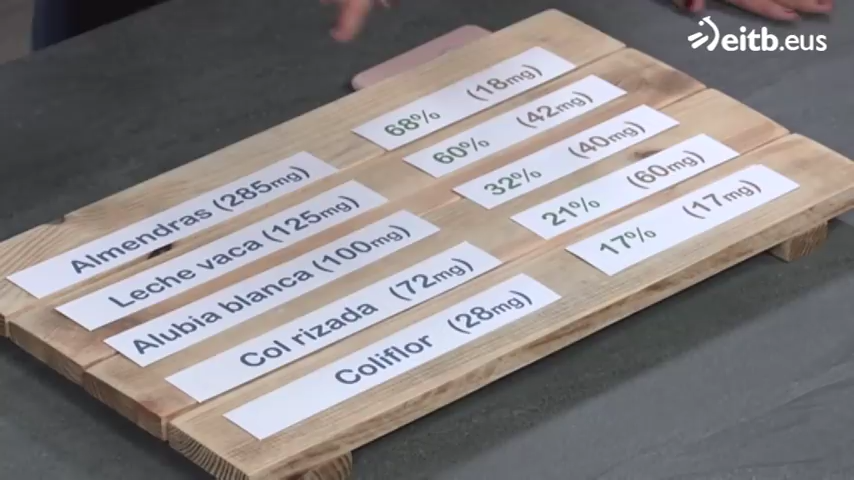 eitb.eus
Almendras (285mg)
Leche vaca (125mg)
Alubia blanca (100mg)
Col rizada (72mg)
Coliflor (28mg)
68% (18mg)
60% (42mg)
32% (40mg)
21% (60mg)
17% (17mg)